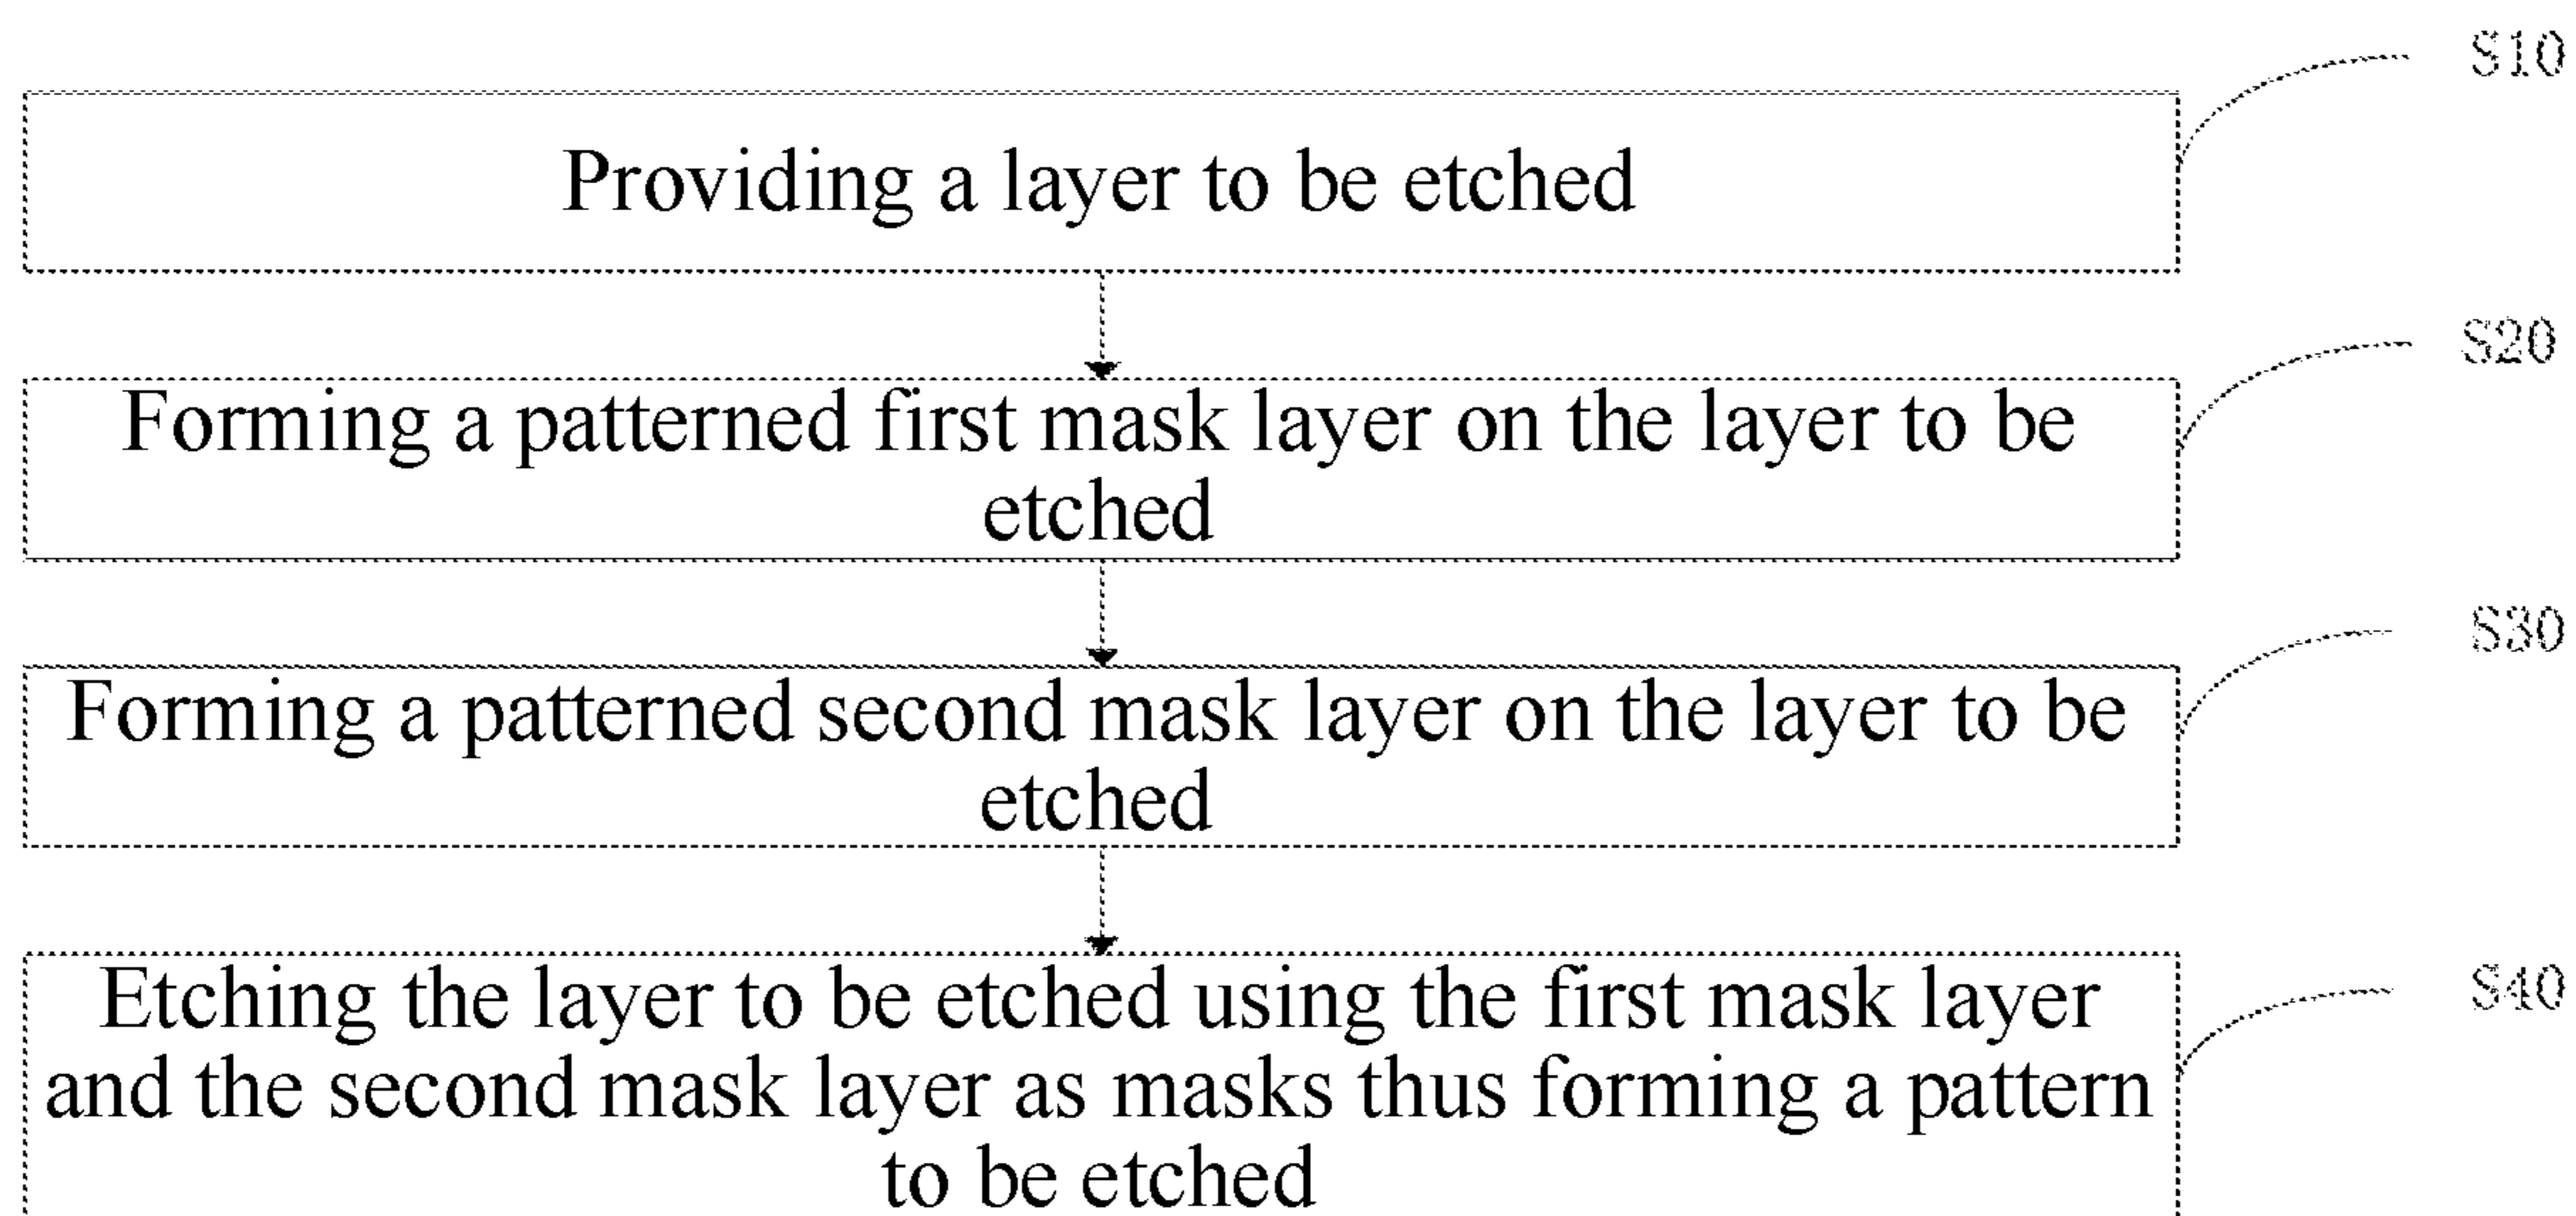 S10
Providing a layer to be etched
S20
Forming a patterned first mask layer on the layer to be
etched
S30
Forming a patterned second mask layer on the layer to be
etched
S40
Etching the layer to be etched using the first mask layer
and the second mask layer as masks thus forming a pattern
to be etched